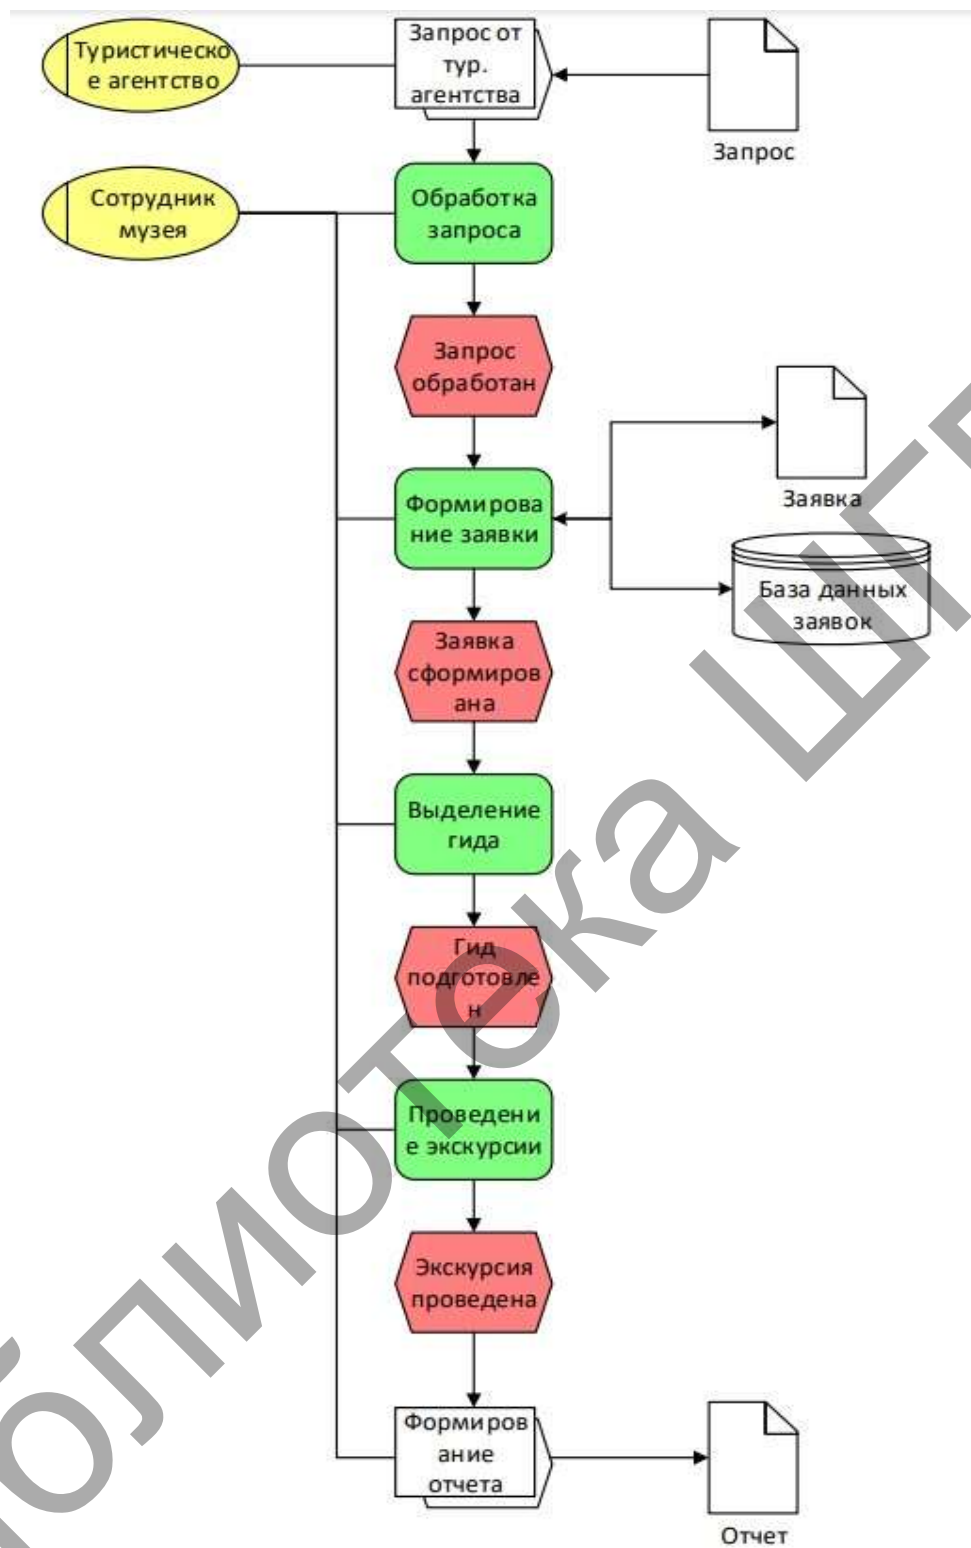 Туристическо
е агентство
Запрос от
тур.
агентства
Запрос
Сотрудник
музея
Обработка
запроса
Запрос
обработан
Заявка
Формирова
ние заявки
База данных
заявок
Заявка
сформиров
ана
Выделение
гида
Гид
подготовле
н
Проведени
е экскурсии
Экскурсия
проведена
Формиров
ание
отчета
Отчет